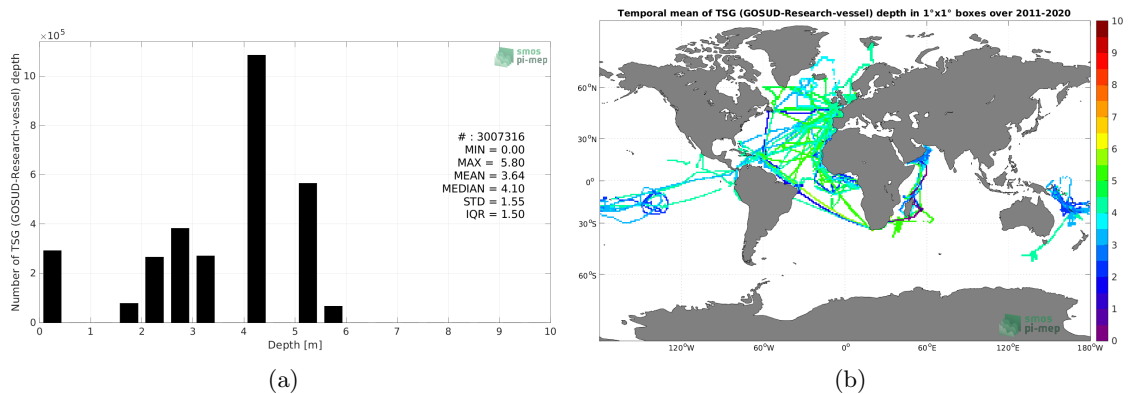 ×10⁵
10
8
6
4
2
0
Number of TSG (GOSUD-Research-vessel) depth
smos
pi-mep
# : 3007316
MIN = 0.00
MAX = 5.80
MEAN = 3.64
MEDIAN = 4.10
STD = 1.55
IQR = 1.50
0 1 2 3 4 5 6 7 8 9 10
Depth [m]
(a)
Temporal mean of TSG (GOSUD-Research-vessel) depth in 1°x1° boxes over 2011-2020
60°N
30°N
0°
30°S
60°S
120°W 60°W 0° 60°E 120°E 180°W
smos
pi-mep
10
9
8
7
6
5
4
3
2
1
0
(b)